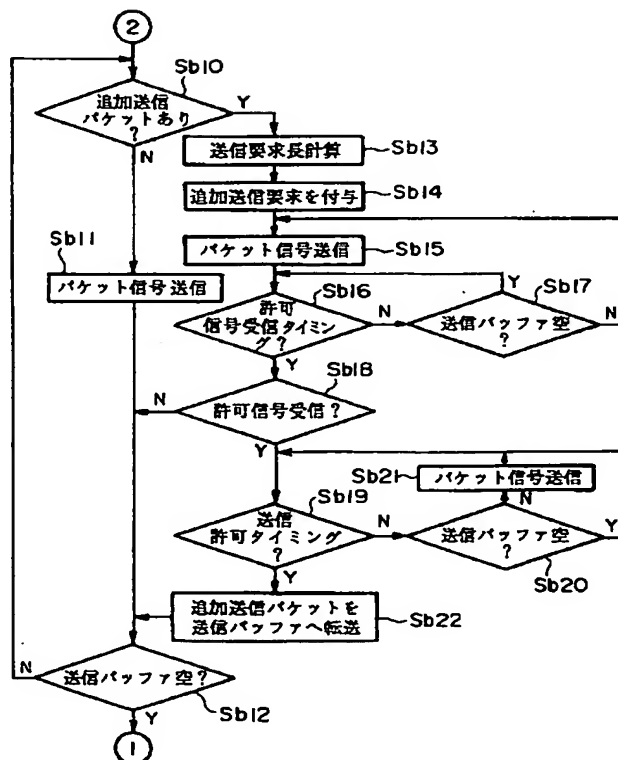 2
Sb10
追加送信
パケットあり
?
Y
N
送信要求長計算
Sb13
追加送信要求を付与
Sb14
Sb11
パケット信号送信
Sb15
パケット信号送信
Y
Sb16
Sb17
許可
信号受信タイミン
グ?
N
送信バッファ空
?
N
Y
Sb18
許可信号受信?
N
Y
Sb21
パケット信号送信
Sb19
N
送信
許可タイミング
?
N
送信バッファ空
?
Y
Sb20
Y
追加送信パケットを
送信バッファへ転送
Sb22
N
送信バッファ空?
Sb12
Y
1